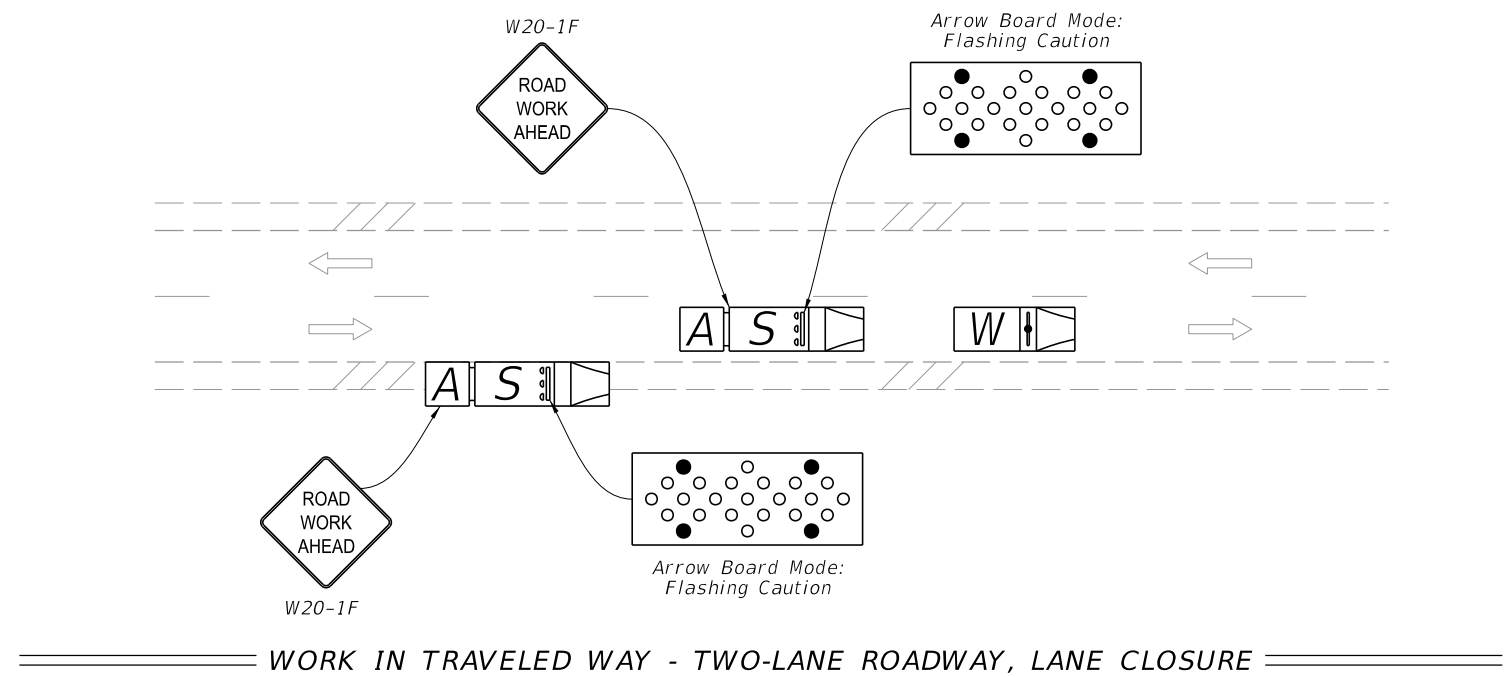 W20-1F
ROAD
WORK
AHEAD
Arrow Board Mode:
Flashing Caution
A S
W
A S
ROAD
WORK
AHEAD
W20-1F
Arrow Board Mode:
Flashing Caution
WORK IN TRAVELED WAY - TWO-LANE ROADWAY, LANE CLOSURE